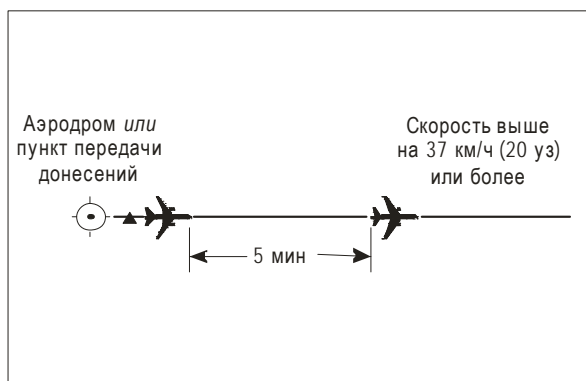 Аэродром или
пункт передачи
донесений
Скорость выше
на 37 км/ч (20 уз)
или более
5 мин